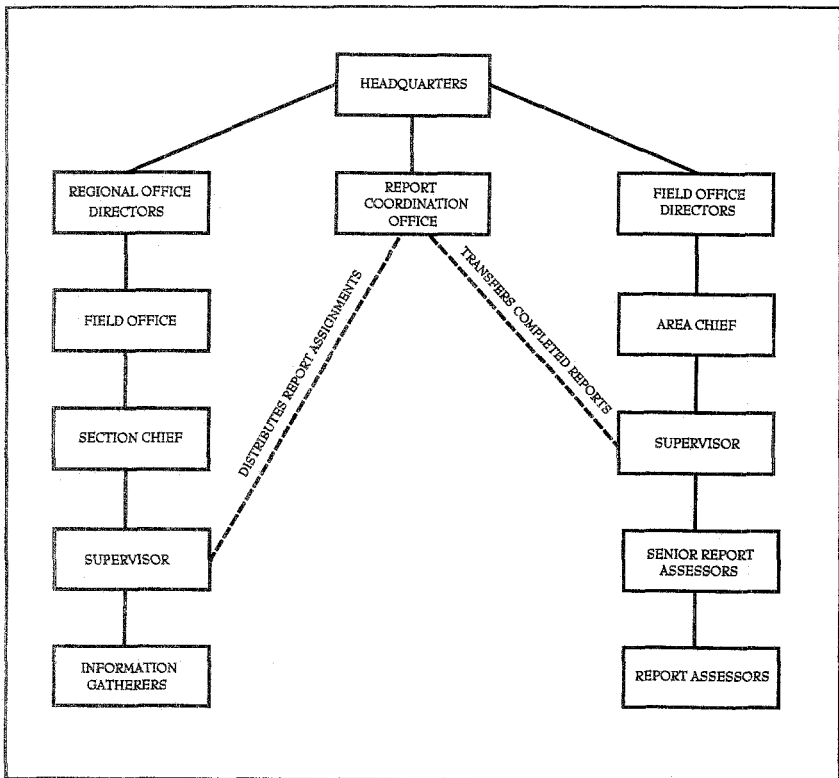 HEADQUARTERS
REGIONAL OFFICE
DIRECTORS
REPORT
COORDINATION
OFFICE
FIELD OFFICE
DIRECTORS
DISTRIBUTES REPORT ASSIGNMENTS
TRANSFERS COMPLETED REPORTS
FIELD OFFICE
AREA CHIEF
SECTION CHIEF
SUPERVISOR
SUPERVISOR
SENIOR REPORT
ASSESSORS
INFORMATION
GATHERERS
REPORT ASSESSORS